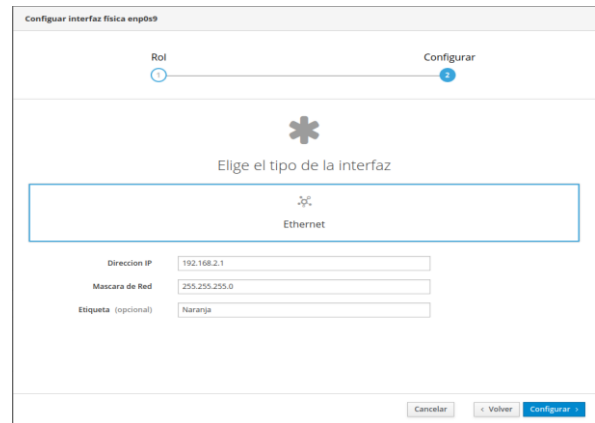 Configuar interfaz física enp0s9
Rol
Configurar
1
2
Elige el tipo de la interfaz
Ethernet
Direccion IP
192.168.2.1
Mascara de Red
255.255.255.0
Etiqueta (opcional)
Naranja
Cancelar
< Volver
Configurar >